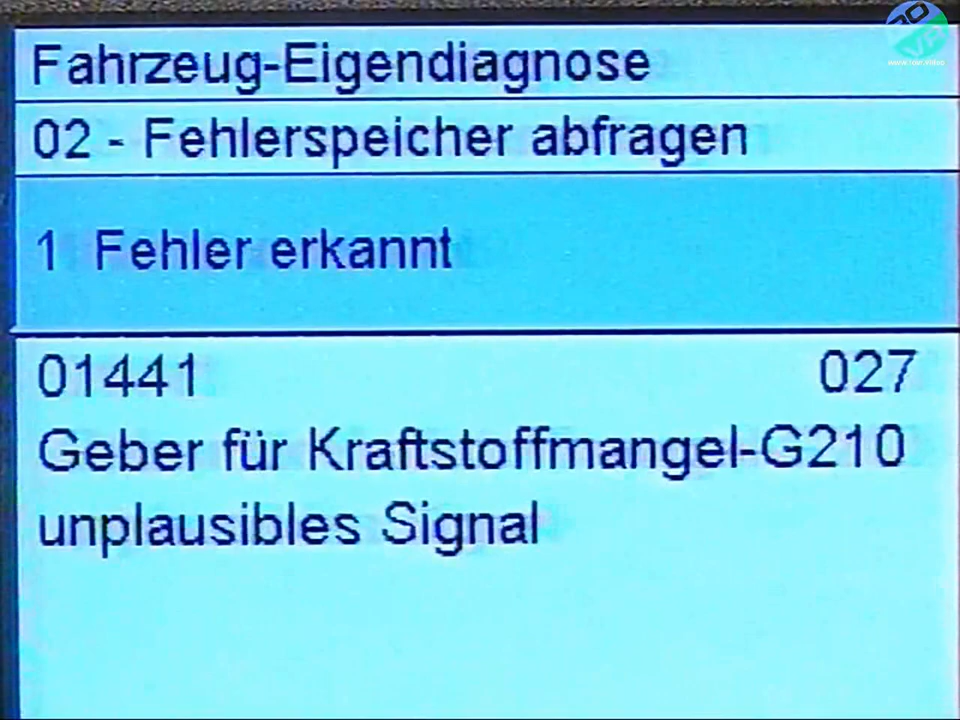 Fahrzeug-Eigendiagnose
02 - Fehlerspeicher abfragen
1 Fehler erkannt
01441 027
Geber für Kraftstoffmangel-G210
unplausibles Signal